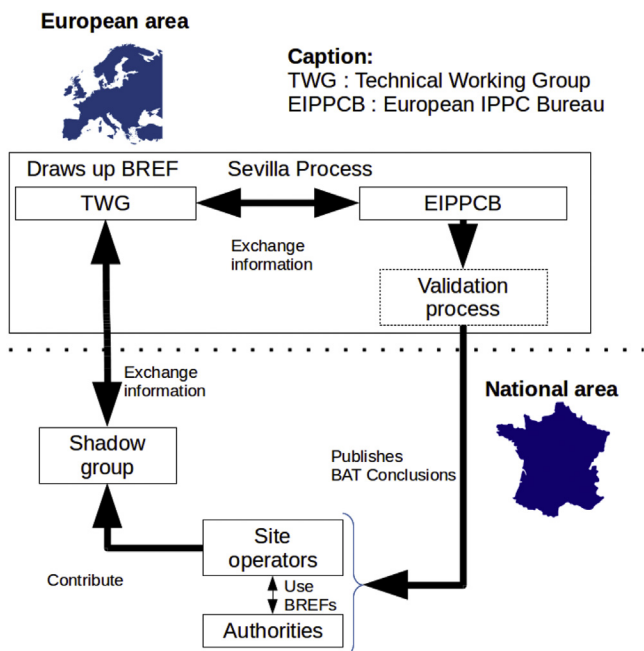 European area
Caption:
TWG : Technical Working Group
EIPPCB : European IPPC Bureau
Draws up BREF
Sevilla Process
TWG
EIPPCB
Exchange
information
Validation
process
Exchange
information
National area
Shadow
group
Publishes
BAT Conclusions
Site
operators
Contribute
Use
BREFs
Authorities